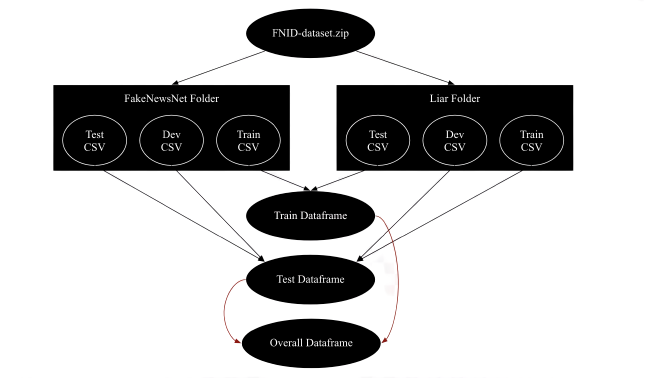 FNID-dataset.zip
FakeNewsNet Folder
Test
CSV
Dev
CSV
Train
CSV
Liar Folder
Test
CSV
Dev
CSV
Train
CSV
Train Dataframe
Test Dataframe
Overall Dataframe